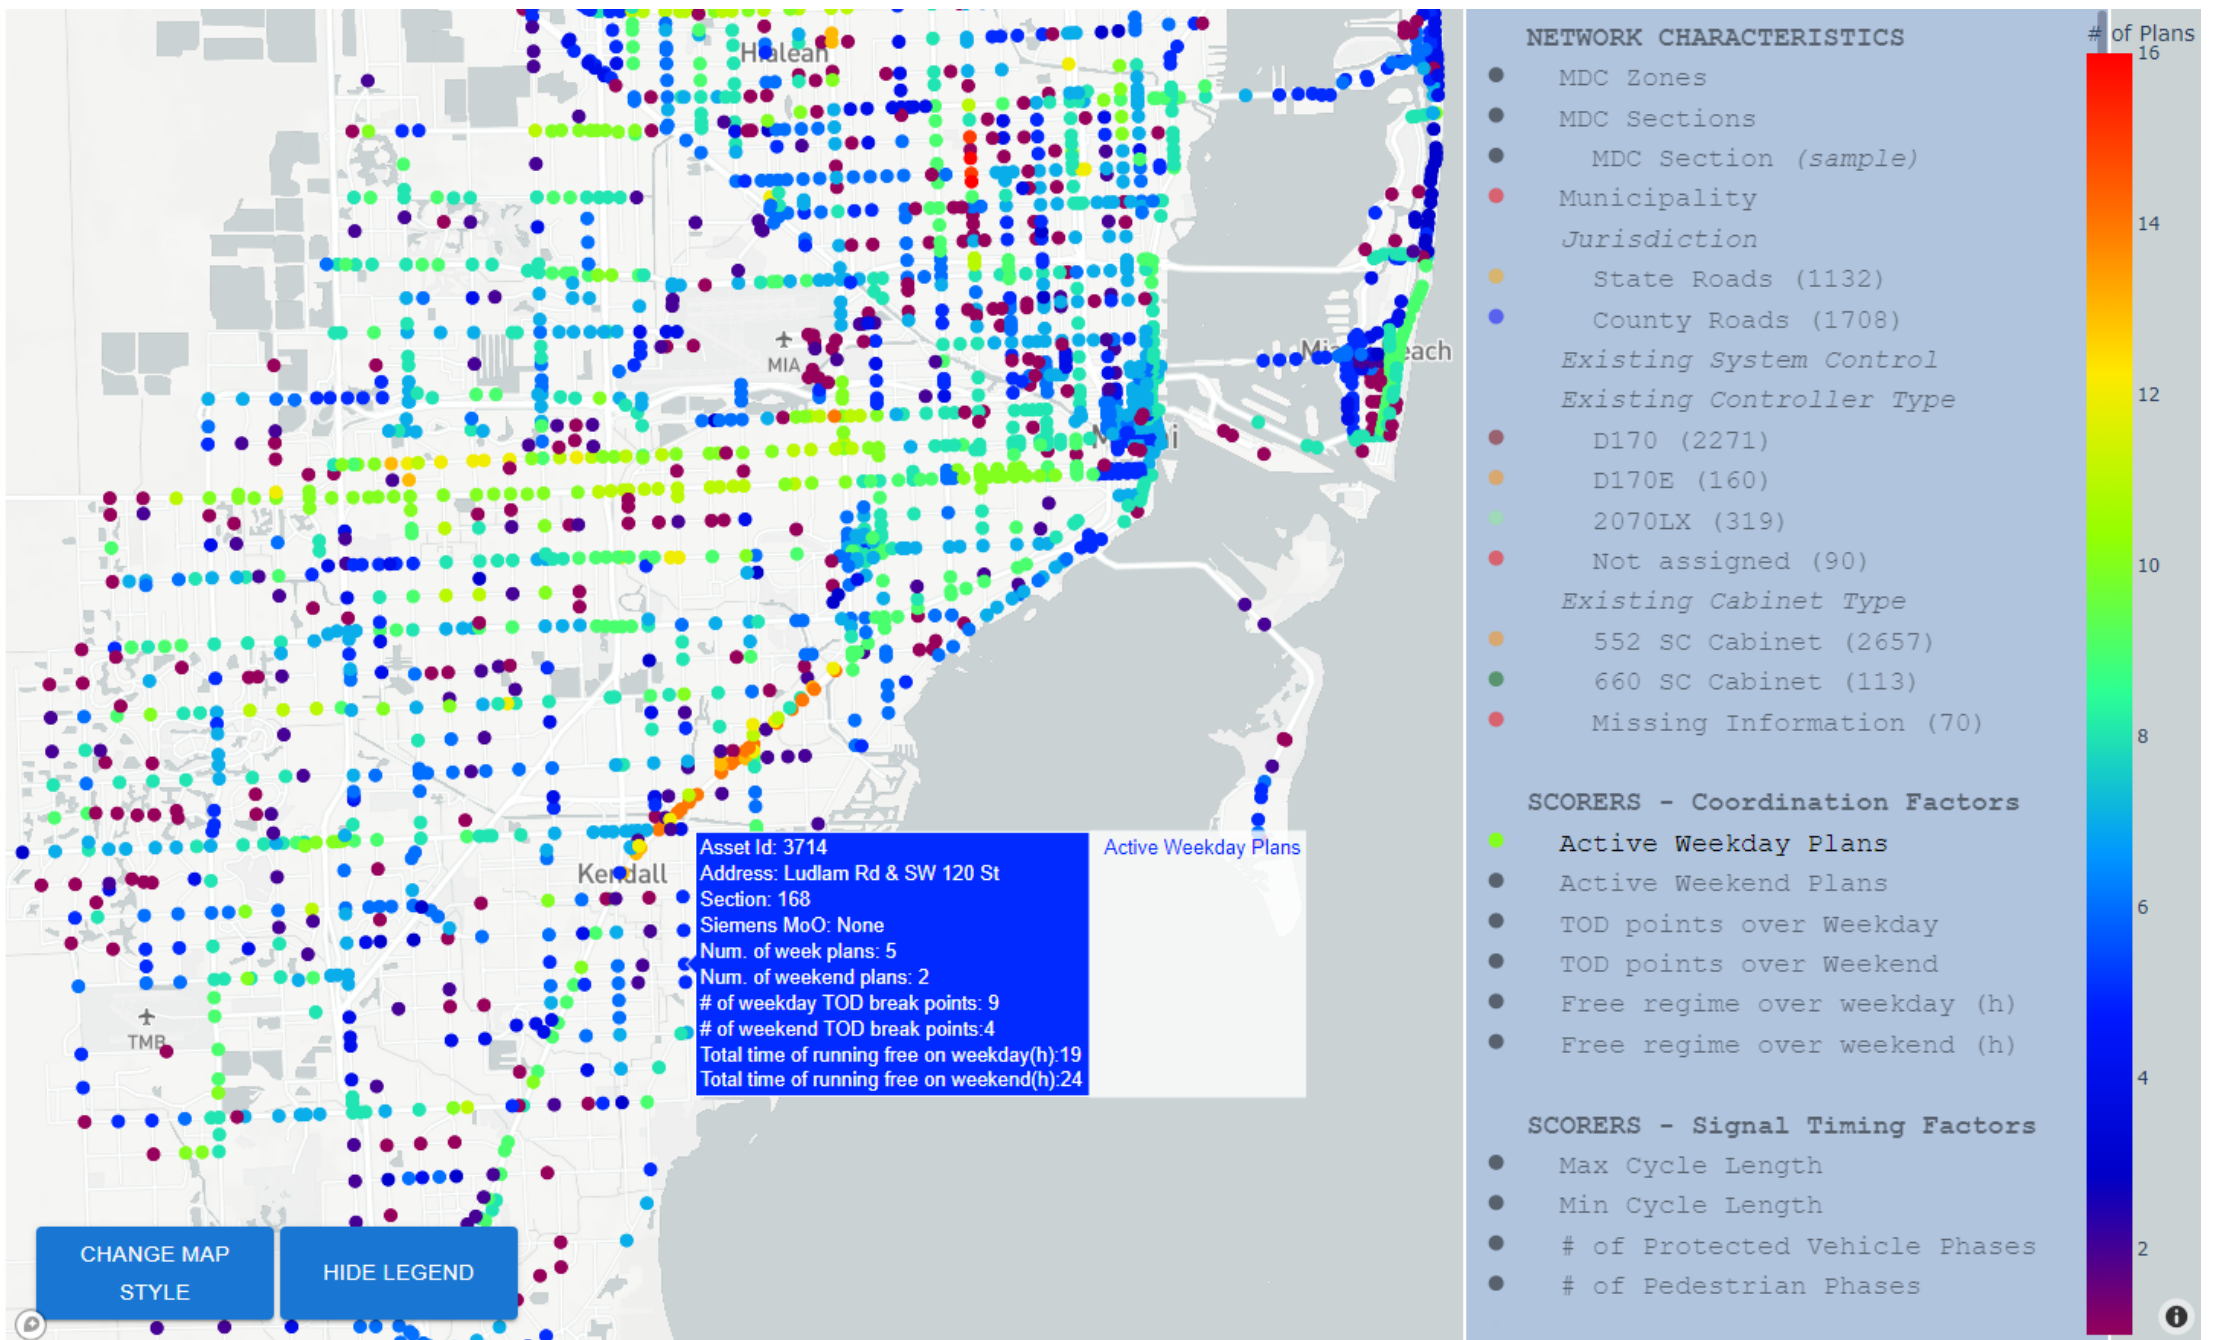 Hialeah
MIA
Miami Beach
Miami
Kendall
TMB
Asset Id: 3714
Address: Ludlam Rd & SW 120 St
Section: 168
Siemens MoO: None
Num. of week plans: 5
Num. of weekend plans: 2
# of weekday TOD break points: 9
# of weekend TOD break points:4
Total time of running free on weekday(h):19
Total time of running free on weekend(h):24
Active Weekday Plans
CHANGE MAP
STYLE
HIDE LEGEND
NETWORK CHARACTERISTICS
MDC Zones
MDC Sections
MDC Section (sample)
Municipality
Jurisdiction
State Roads (1132)
County Roads (1708)
Existing System Control
Existing Controller Type
D170 (2271)
D170E (160)
2070LX (319)
Not assigned (90)
Existing Cabinet Type
552 SC Cabinet (2657)
660 SC Cabinet (113)
Missing Information (70)
SCORERS - Coordination Factors
Active Weekday Plans
Active Weekend Plans
TOD points over Weekday
TOD points over Weekend
Free regime over weekday (h)
Free regime over weekend (h)
SCORERS - Signal Timing Factors
Max Cycle Length
Min Cycle Length
# of Protected Vehicle Phases
# of Pedestrian Phases
# of Plans
16
14
12
10
8
6
4
2